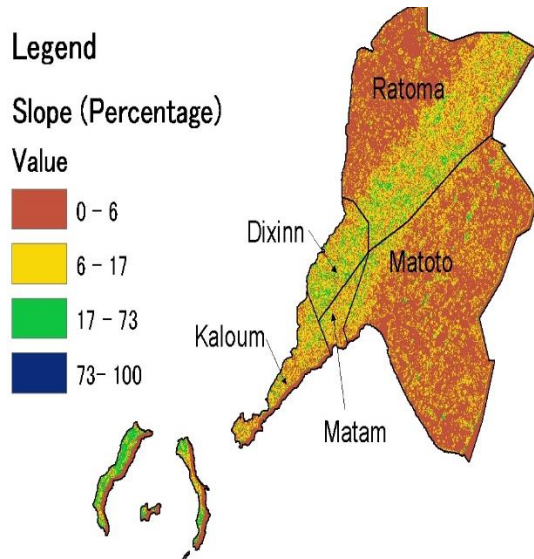 Legend
Slope (Percentage)
Value
0 - 6
6 - 17
17 - 73
73- 100
Ratoma
Dixinn
Matoto
Kaloum
Matam